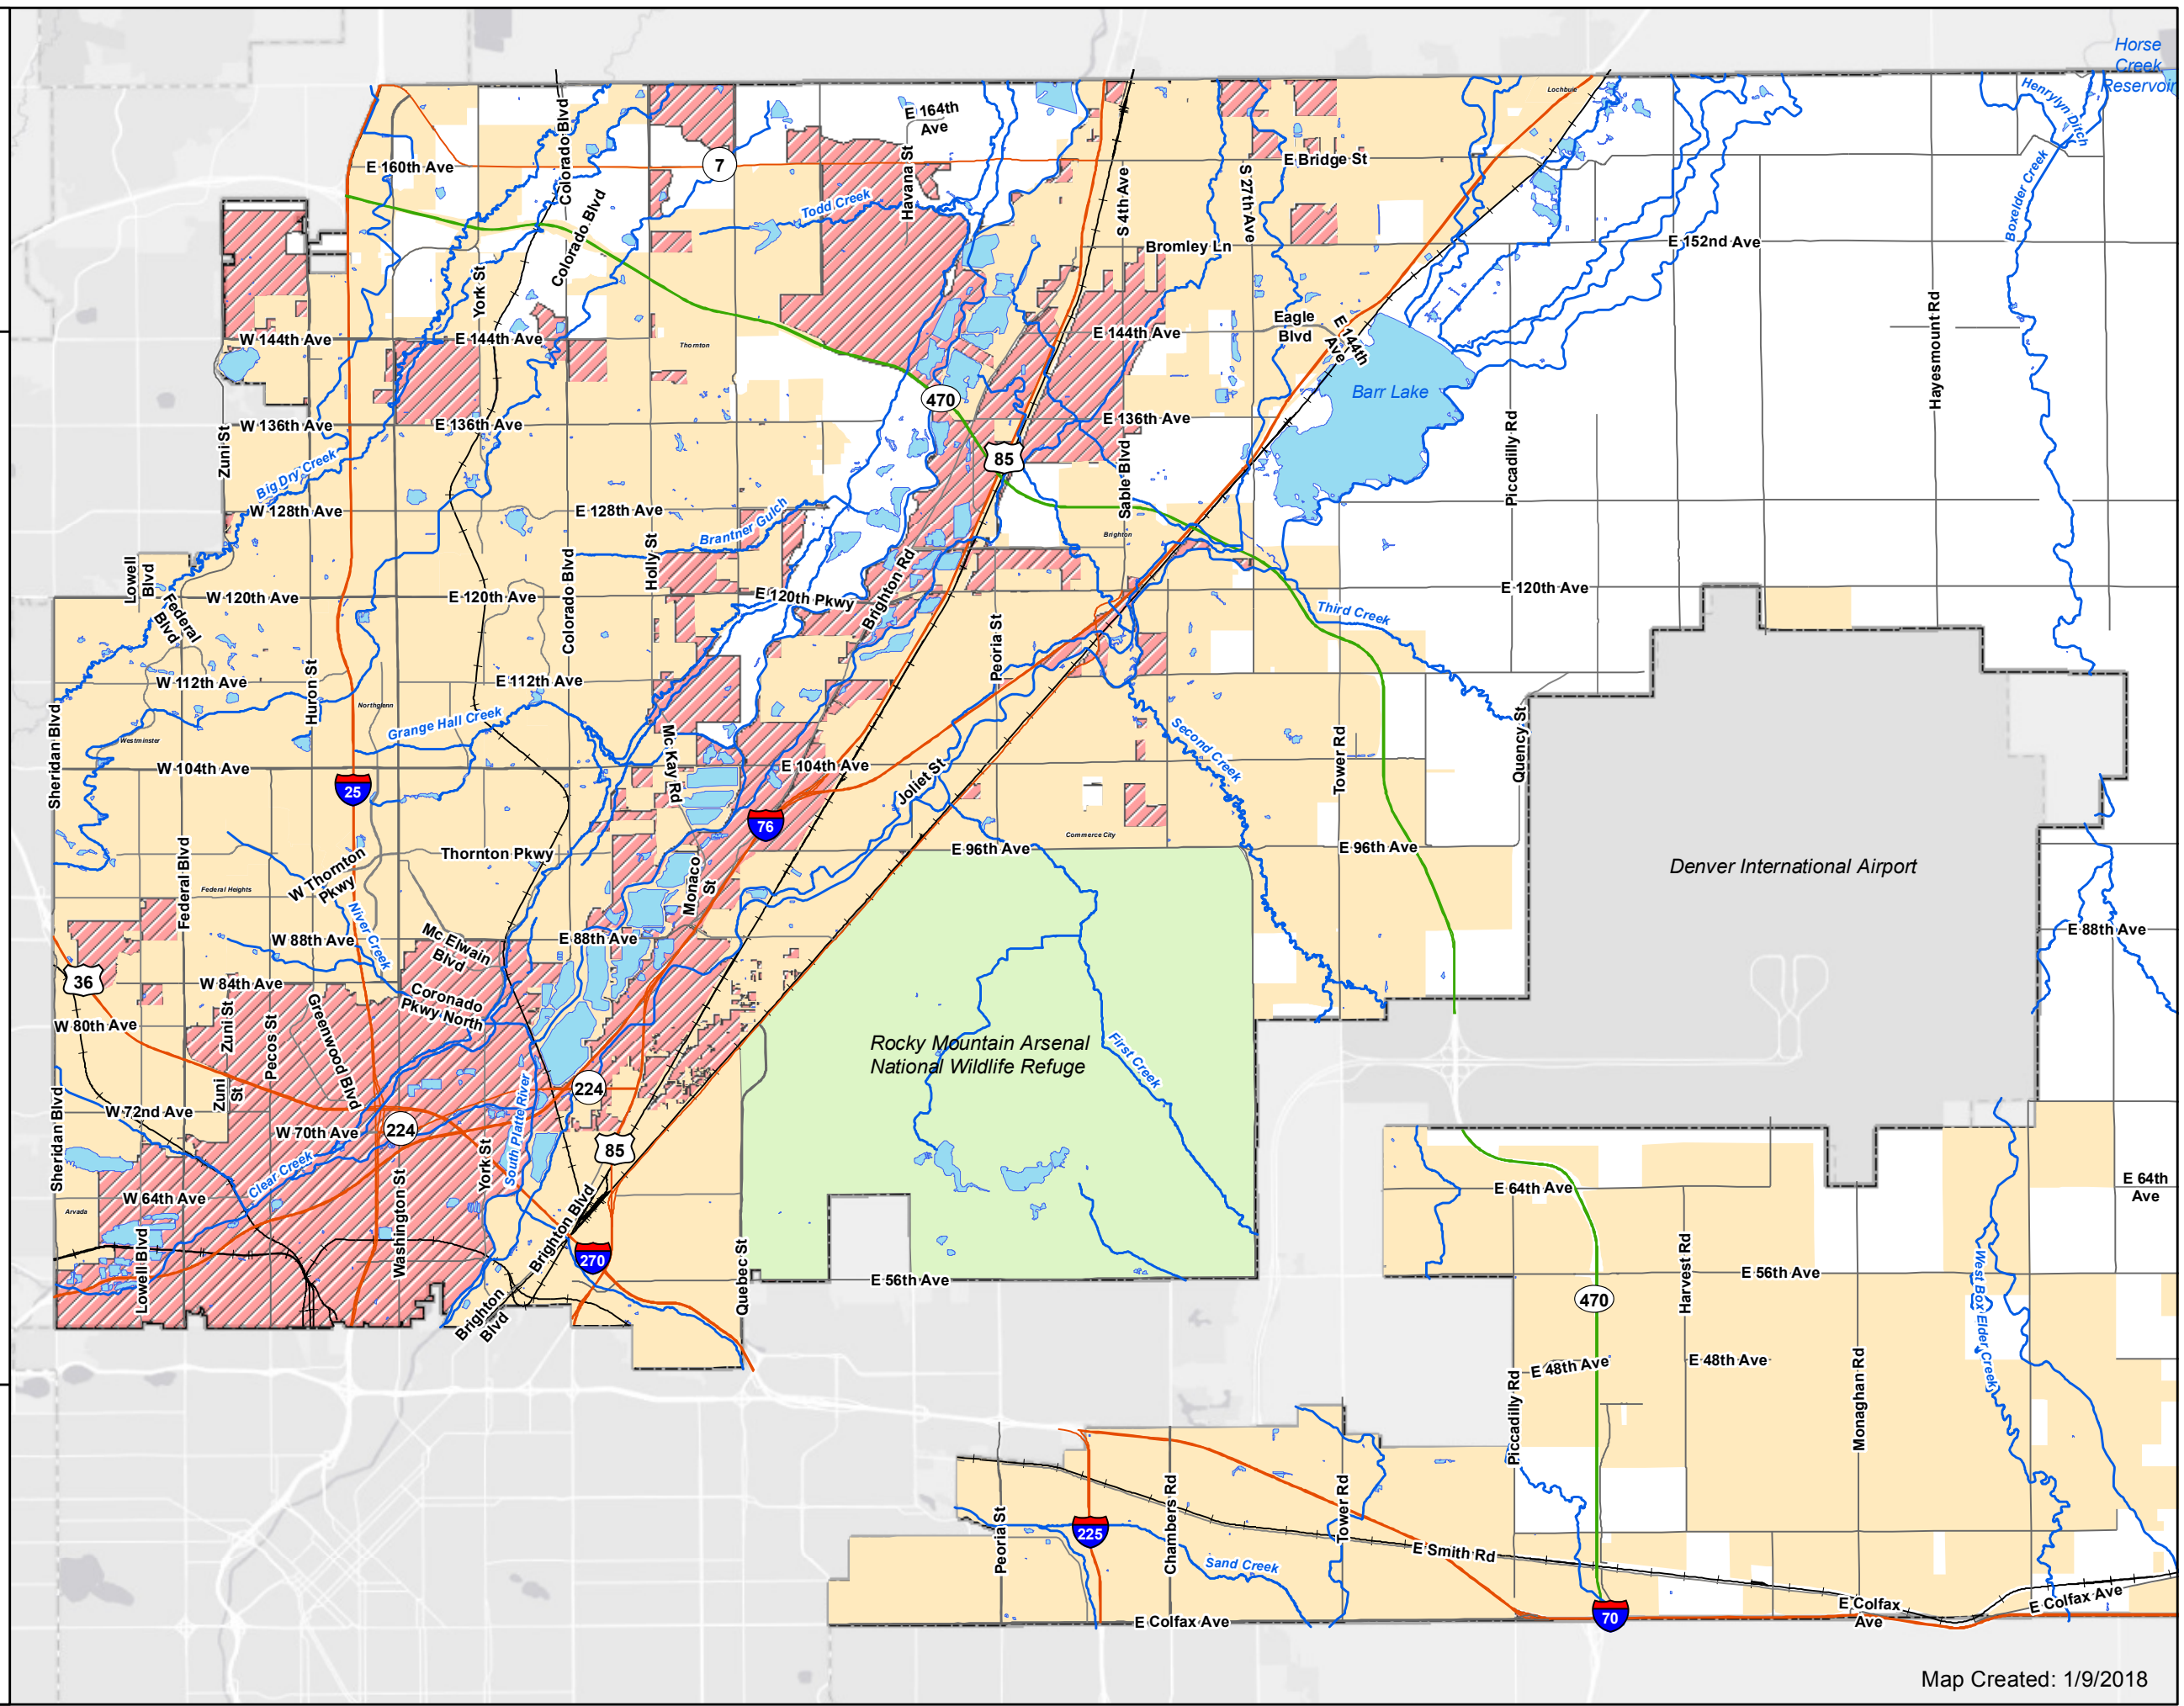 Horse
Creek
Reservoir
Henrylyn Ditch
Lochbuie
E 164th
Ave
Colorado Blvd
E 160th Ave
7
Havana St
E Bridge St
S 4th Ave
S 27th Ave
Boxelder Creek
Todd Creek
Colorado Blvd
Bromley Ln
E 152nd Ave
York St
Hayesmount Rd
W 144th Ave
E 144th Ave
Thornton
E 144th Ave
Eagle
Blvd
E 144th
Ave
Barr Lake
470
W 136th Ave
E 136th Ave
E 136th Ave
Zuni St
85
Piccadilly Rd
Big Dry Creek
Sable Blvd
W 128th Ave
E 128th Ave
Brantner Gulch
Brighton
Lowell
Blvd
Holly St
Colorado Blvd
Federal
Blvd
W 120th Ave
E 120th Ave
E 120th Pkwy
Brighton Rd
E 120th Ave
Third Creek
Peoria St
W 112th Ave
Huron St
E 112th Ave
Northglenn
Grange Hall Creek
Westminster
Sheridan Blvd
Mc Kay Rd
Second Creek
Tower Rd
Quency St
W 104th Ave
E 104th Ave
Joliet St
25
76
Commerce City
Thornton Pkwy
E 96th Ave
E 96th Ave
Denver International Airport
W Thornton
Pkwy
Federal Heights
Federal Blvd
Monaco
St
Niver Creek
W 88th Ave
Mc Elwain
Blvd
E 88th Ave
E 88th Ave
36
W 84th Ave
Coronado
Pkwy North
W 80th Ave
Zuni St
Pecos St
Greenwood Blvd
Rocky Mountain Arsenal
National Wildlife Refuge
First Creek
Zuni
St
224
Sheridan Blvd
W 72nd Ave
South Platte River
W 70th Ave
224
85
York St
Clear Creek
Washington St
W 64th Ave
E 64th Ave
E 64th
Ave
Arvada
Lowell Blvd
Brighton Blvd
270
Quebec St
E 56th Ave
Harvest Rd
E 56th Ave
West Box Elder Creek
470
Brighton
Blvd
E 48th Ave
E 48th Ave
Piccadilly Rd
Monaghan Rd
Peoria St
225
Chambers Rd
Tower Rd
E Smith Rd
Sand Creek
70
E Colfax Ave
E Colfax
Ave
E Colfax Ave
Map Created: 1/9/2018